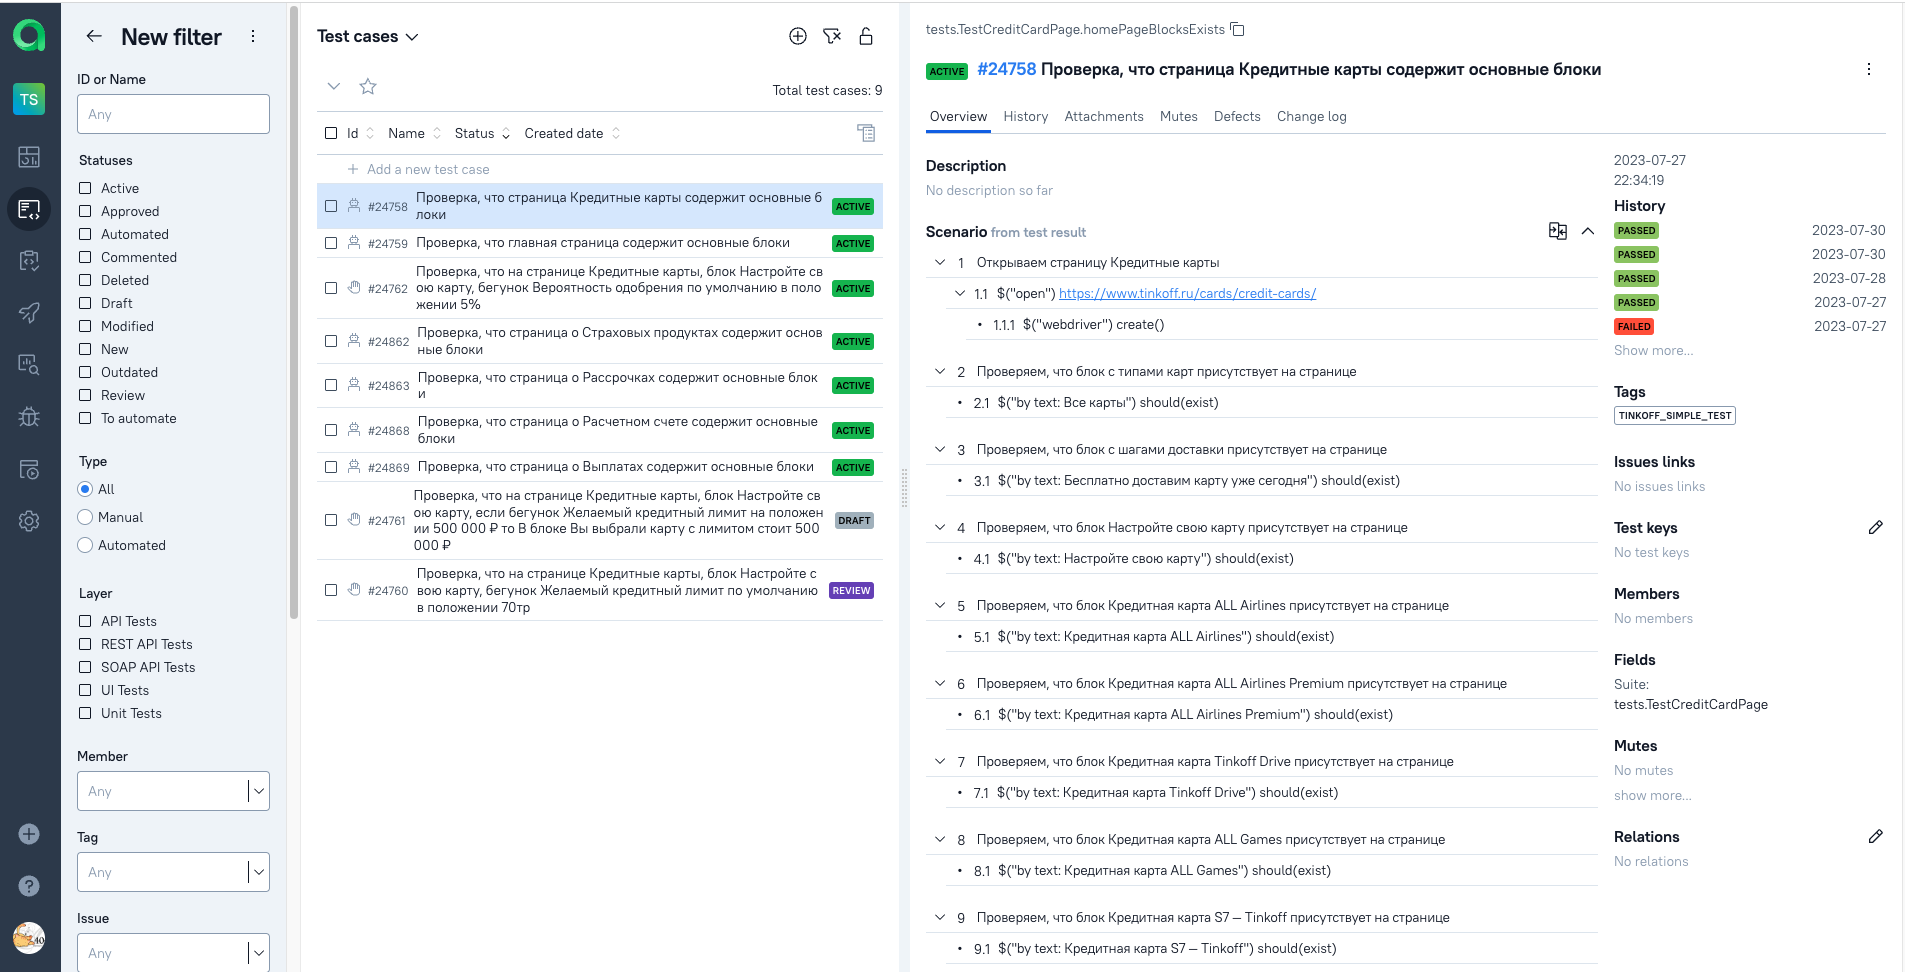 TS
New filter
ID or Name
Any
Statuses
Active
Approved
Automated
Commented
Deleted
Draft
Modified
New
Outdated
Review
To automate
Type
All
Manual
Automated
Layer
API Tests
REST API Tests
SOAP API Tests
UI Tests
Unit Tests
Member
Any
Tag
Any
Issue
Any
Test cases
Total test cases: 9
Id Name Status Created date
Add a new test case
#24758 Проверка, что страница Кредитные карты содержит основные б
локи
ACTIVE
#24759 Проверка, что главная страница содержит основные блоки ACTIVE
Проверка, что на странице Кредитные карты, блок Настройте св
#24762 ою карту, бегунок Вероятность одобрения по умолчанию в поло ACTIVE
жении 5%
#24862 Проверка, что страница о Страховых продуктах содержит основ
ные блоки
ACTIVE
#24863 Проверка, что страница о Рассрочках содержит основные блок
и
ACTIVE
#24868 Проверка, что страница о Расчетном счете содержит основные
блоки
ACTIVE
#24869 Проверка, что страница о Выплатах содержит основные блоки ACTIVE
Проверка, что на странице Кредитные карты, блок Настройте св
ою карту, если бегунок Желаемый кредитный лимит на положен
#24761 DRAFT
ии 500 000 ₽ то В блоке Вы выбрали карту с лимитом стоит 500
000 ₽
Проверка, что на странице Кредитные карты, блок Настройте с
#24760 вою карту, бегунок Желаемый кредитный лимит по умолчанию REVIEW
в положении 70тр
tests.TestCreditCardPage.homePageBlocksExists
ACTIVE #24758 Проверка, что страница Кредитные карты содержит основные блоки
Overview History Attachments Mutes Defects Change log
Description
No description so far
Scenario from test result
1 Открываем страницу Кредитные карты
1.1 $("open") https://www.tinkoff.ru/cards/credit-cards/
• 1.1.1 $("webdriver") create()
2 Проверяем, что блок с типами карт присутствует на странице
• 2.1 $("by text: Все карты") should(exist)
3 Проверяем, что блок с шагами доставки присутствует на странице
• 3.1 $("by text: Бесплатно доставим карту уже сегодня") should(exist)
4 Проверяем, что блок Настройте свою карту присутствует на странице
• 4.1 $("by text: Настройте свою карту") should(exist)
5 Проверяем, что блок Кредитная карта ALL Airlines присутствует на странице
• 5.1 $("by text: Кредитная карта ALL Airlines") should(exist)
6 Проверяем, что блок Кредитная карта ALL Airlines Premium присутствует на странице
• 6.1 $("by text: Кредитная карта ALL Airlines Premium") should(exist)
7 Проверяем, что блок Кредитная карта Tinkoff Drive присутствует на странице
• 7.1 $("by text: Кредитная карта Tinkoff Drive") should(exist)
8 Проверяем, что блок Кредитная карта ALL Games присутствует на странице
• 8.1 $("by text: Кредитная карта ALL Games") should(exist)
9 Проверяем, что блок Кредитная карта S7 — Tinkoff присутствует на странице
• 9.1 $("by text: Кредитная карта S7 — Tinkoff") should(exist)
2023-07-27
22:34:19
History
PASSED 2023-07-30
PASSED 2023-07-30
PASSED 2023-07-28
PASSED 2023-07-27
FAILED 2023-07-27
Show more...
Tags
TINKOFF_SIMPLE_TEST
Issues links
No issues links
Test keys
No test keys
Members
No members
Fields
Suite:
tests.TestCreditCardPage
Mutes
No mutes
show more...
Relations
No relations